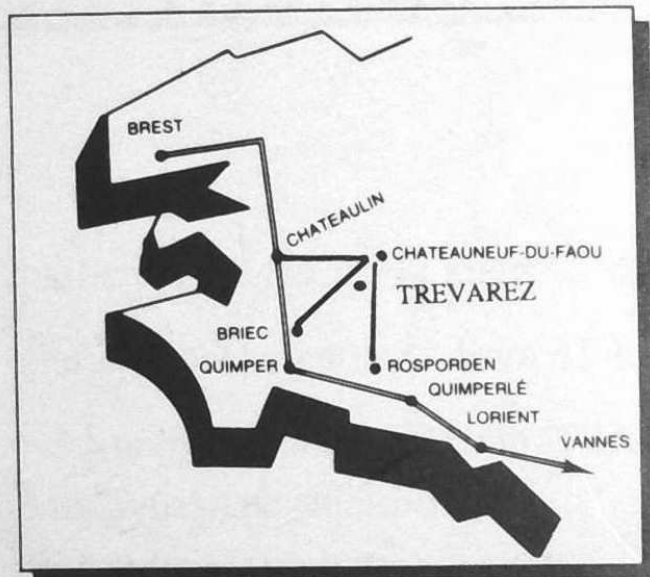 BREST
CHATEAULIN
CHATEAUNEUF-DU-FAOU
TREVAREZ
BRIEC
QUIMPER
ROSPORDEN
QUIMPERLÉ
LORIENT
VANNES